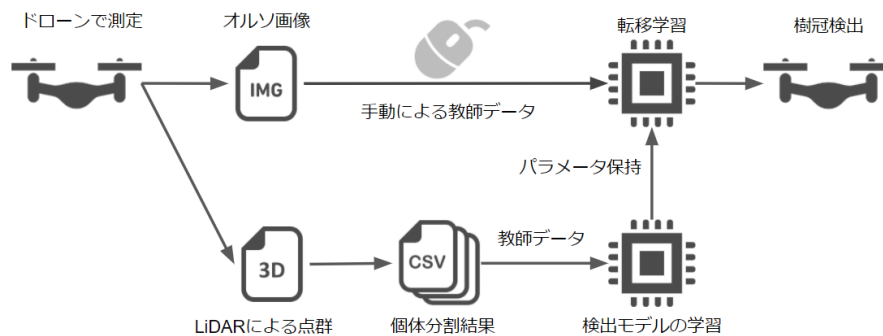 ドローンで測定
オルソ画像
転移学習
樹冠検出
IMG
手動による教師データ
パラメータ保持
教師データ
3D
CSV
LiDARによる点群
個体分割結果
検出モデルの学習